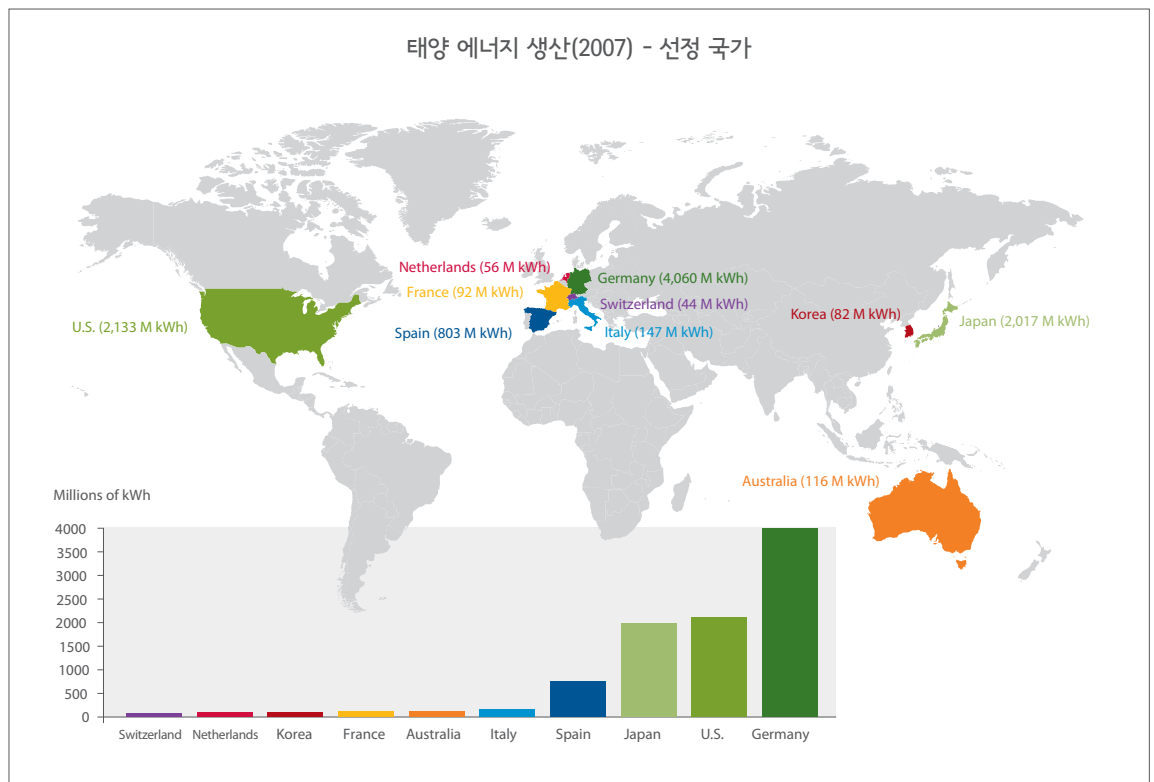 태양 에너지 생산(2007) - 선정 국가
Netherlands (56 M kWh)
Germany (4,060 M kWh)
France (92 M kWh)
Switzerland (44 M kWh)
U.S. (2,133 M kWh)
Spain (803 M kWh)
Italy (147 M kWh)
Korea (82 M kWh)
Japan (2,017 M kWh)
Australia (116 M kWh)
Millions of kWh
4000
4000
3000
2500
2000
1500
1000
500
0
Switzerland Netherlands Korea France Australia Italy Spain Japan U.S. Germany